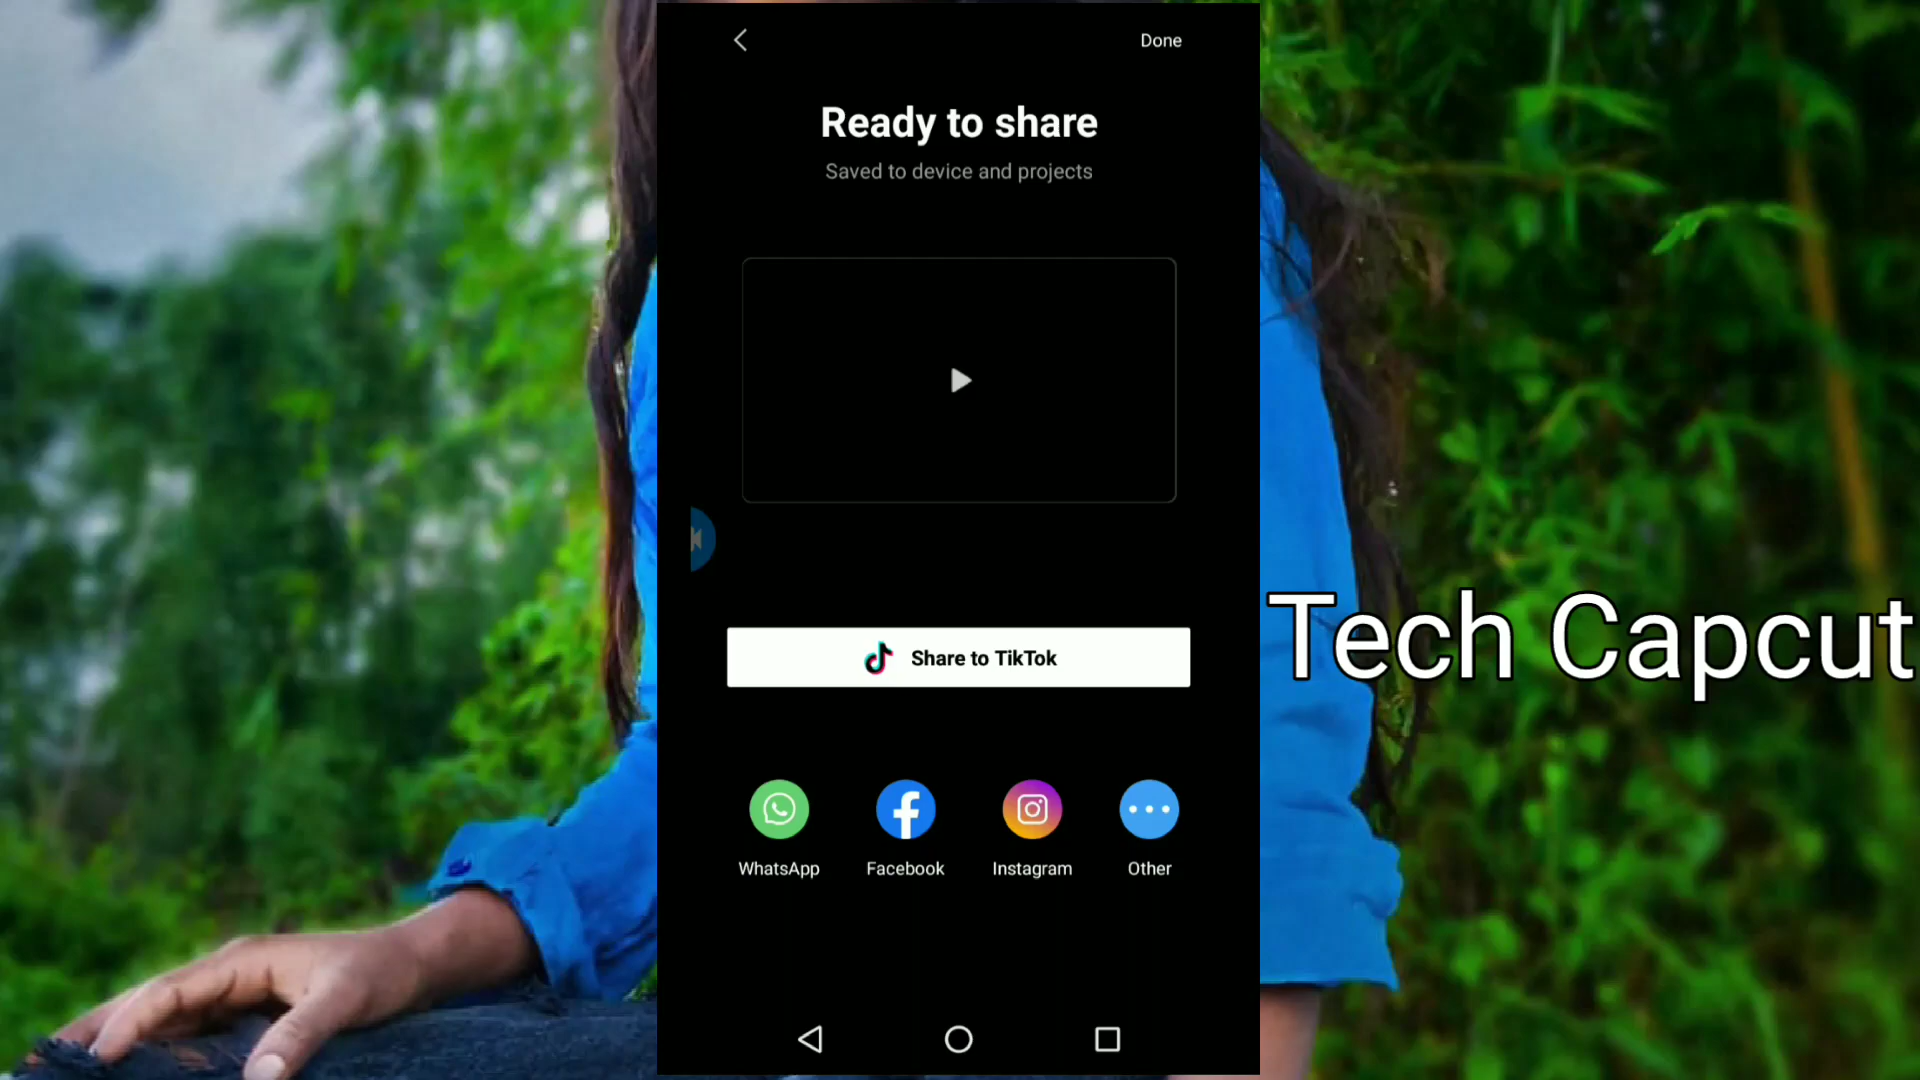 Done
Ready to share
Saved to device and projects
Share to TikTok
Tech Capcut
WhatsApp Facebook Instagram Other